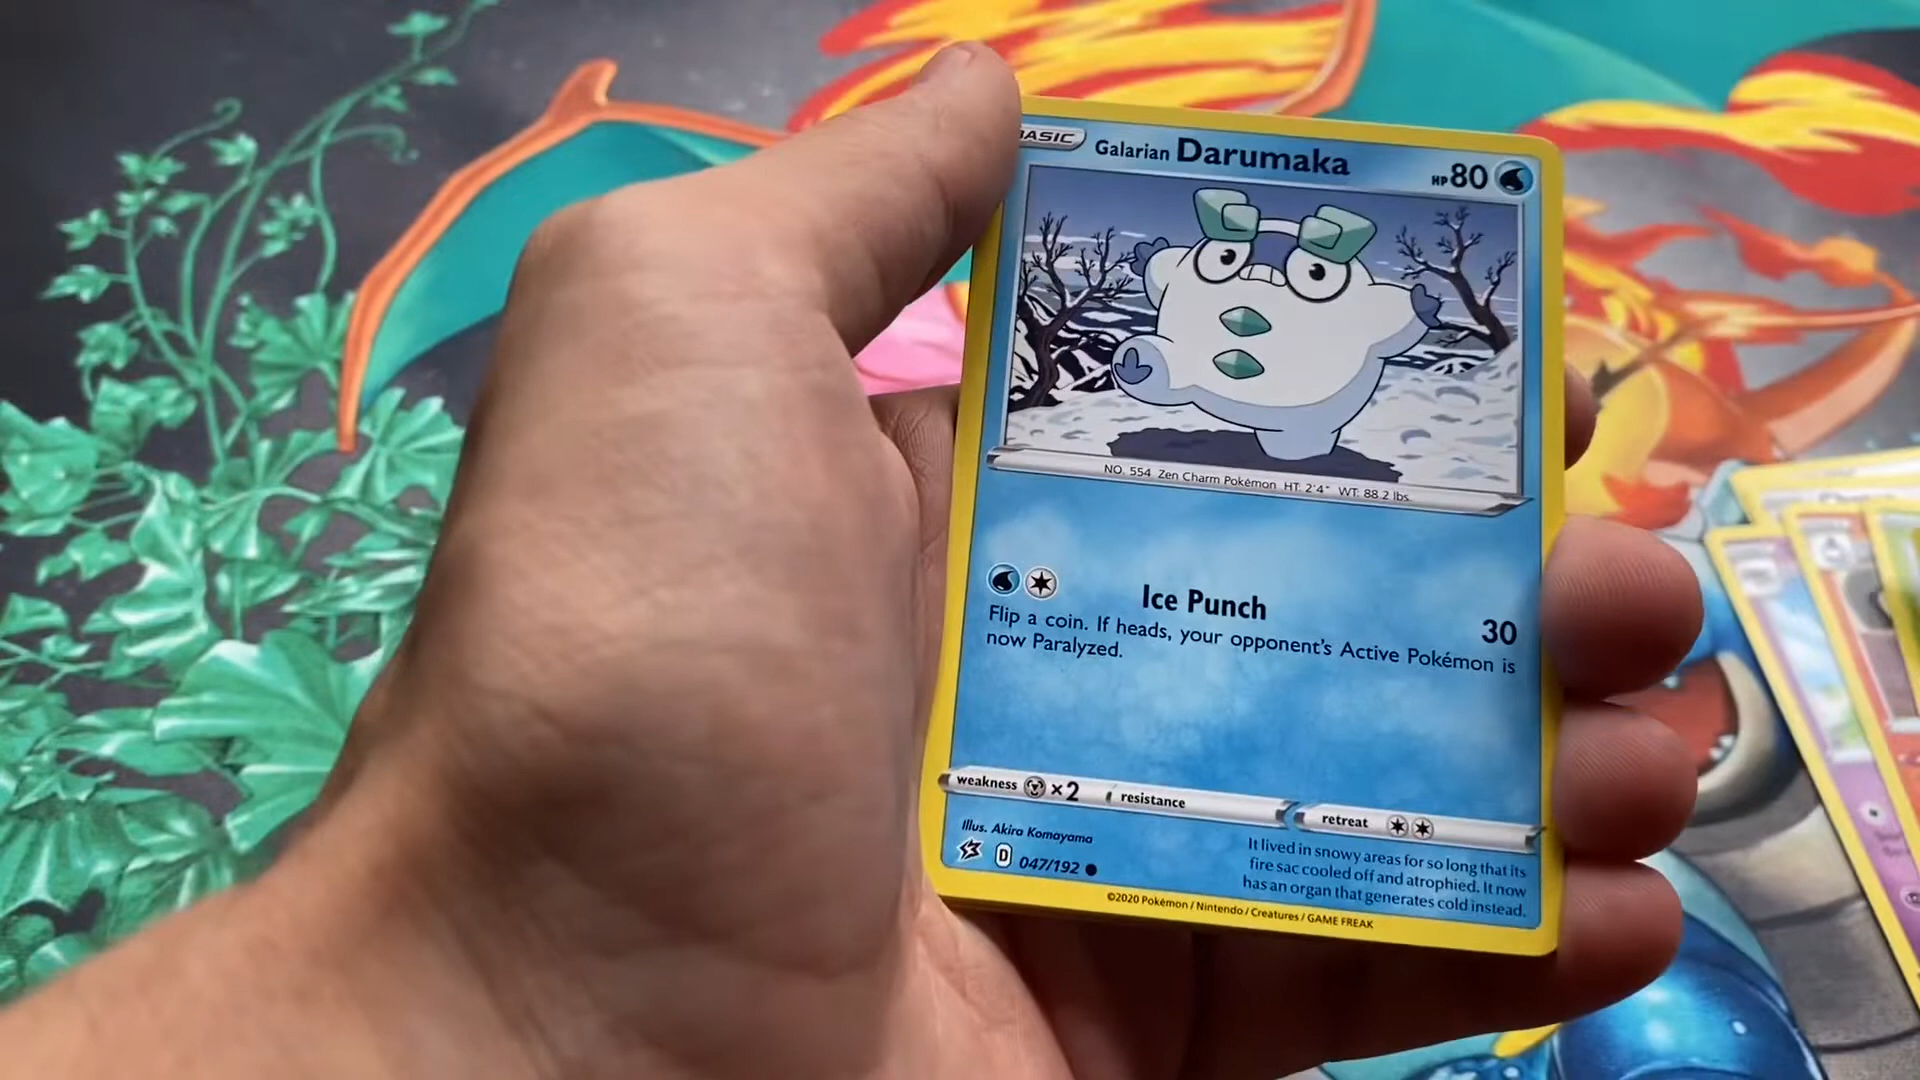 BASIC Galarian Darumaka HP 80
NO. 554 Zen Charm Pokémon HT: 2'4" WT: 88.2 lbs.
Ice Punch 30
Flip a coin. If heads, your opponent's Active Pokémon is
now Paralyzed.
weakness ×2 resistance retreat
Illus. Akira Komayama
D 047/192
It lived in snowy areas for so long that its
fire sac cooled off and atrophied. It now
has an organ that generates cold instead.
©2020 Pokémon / Nintendo / Creatures / GAME FREAK